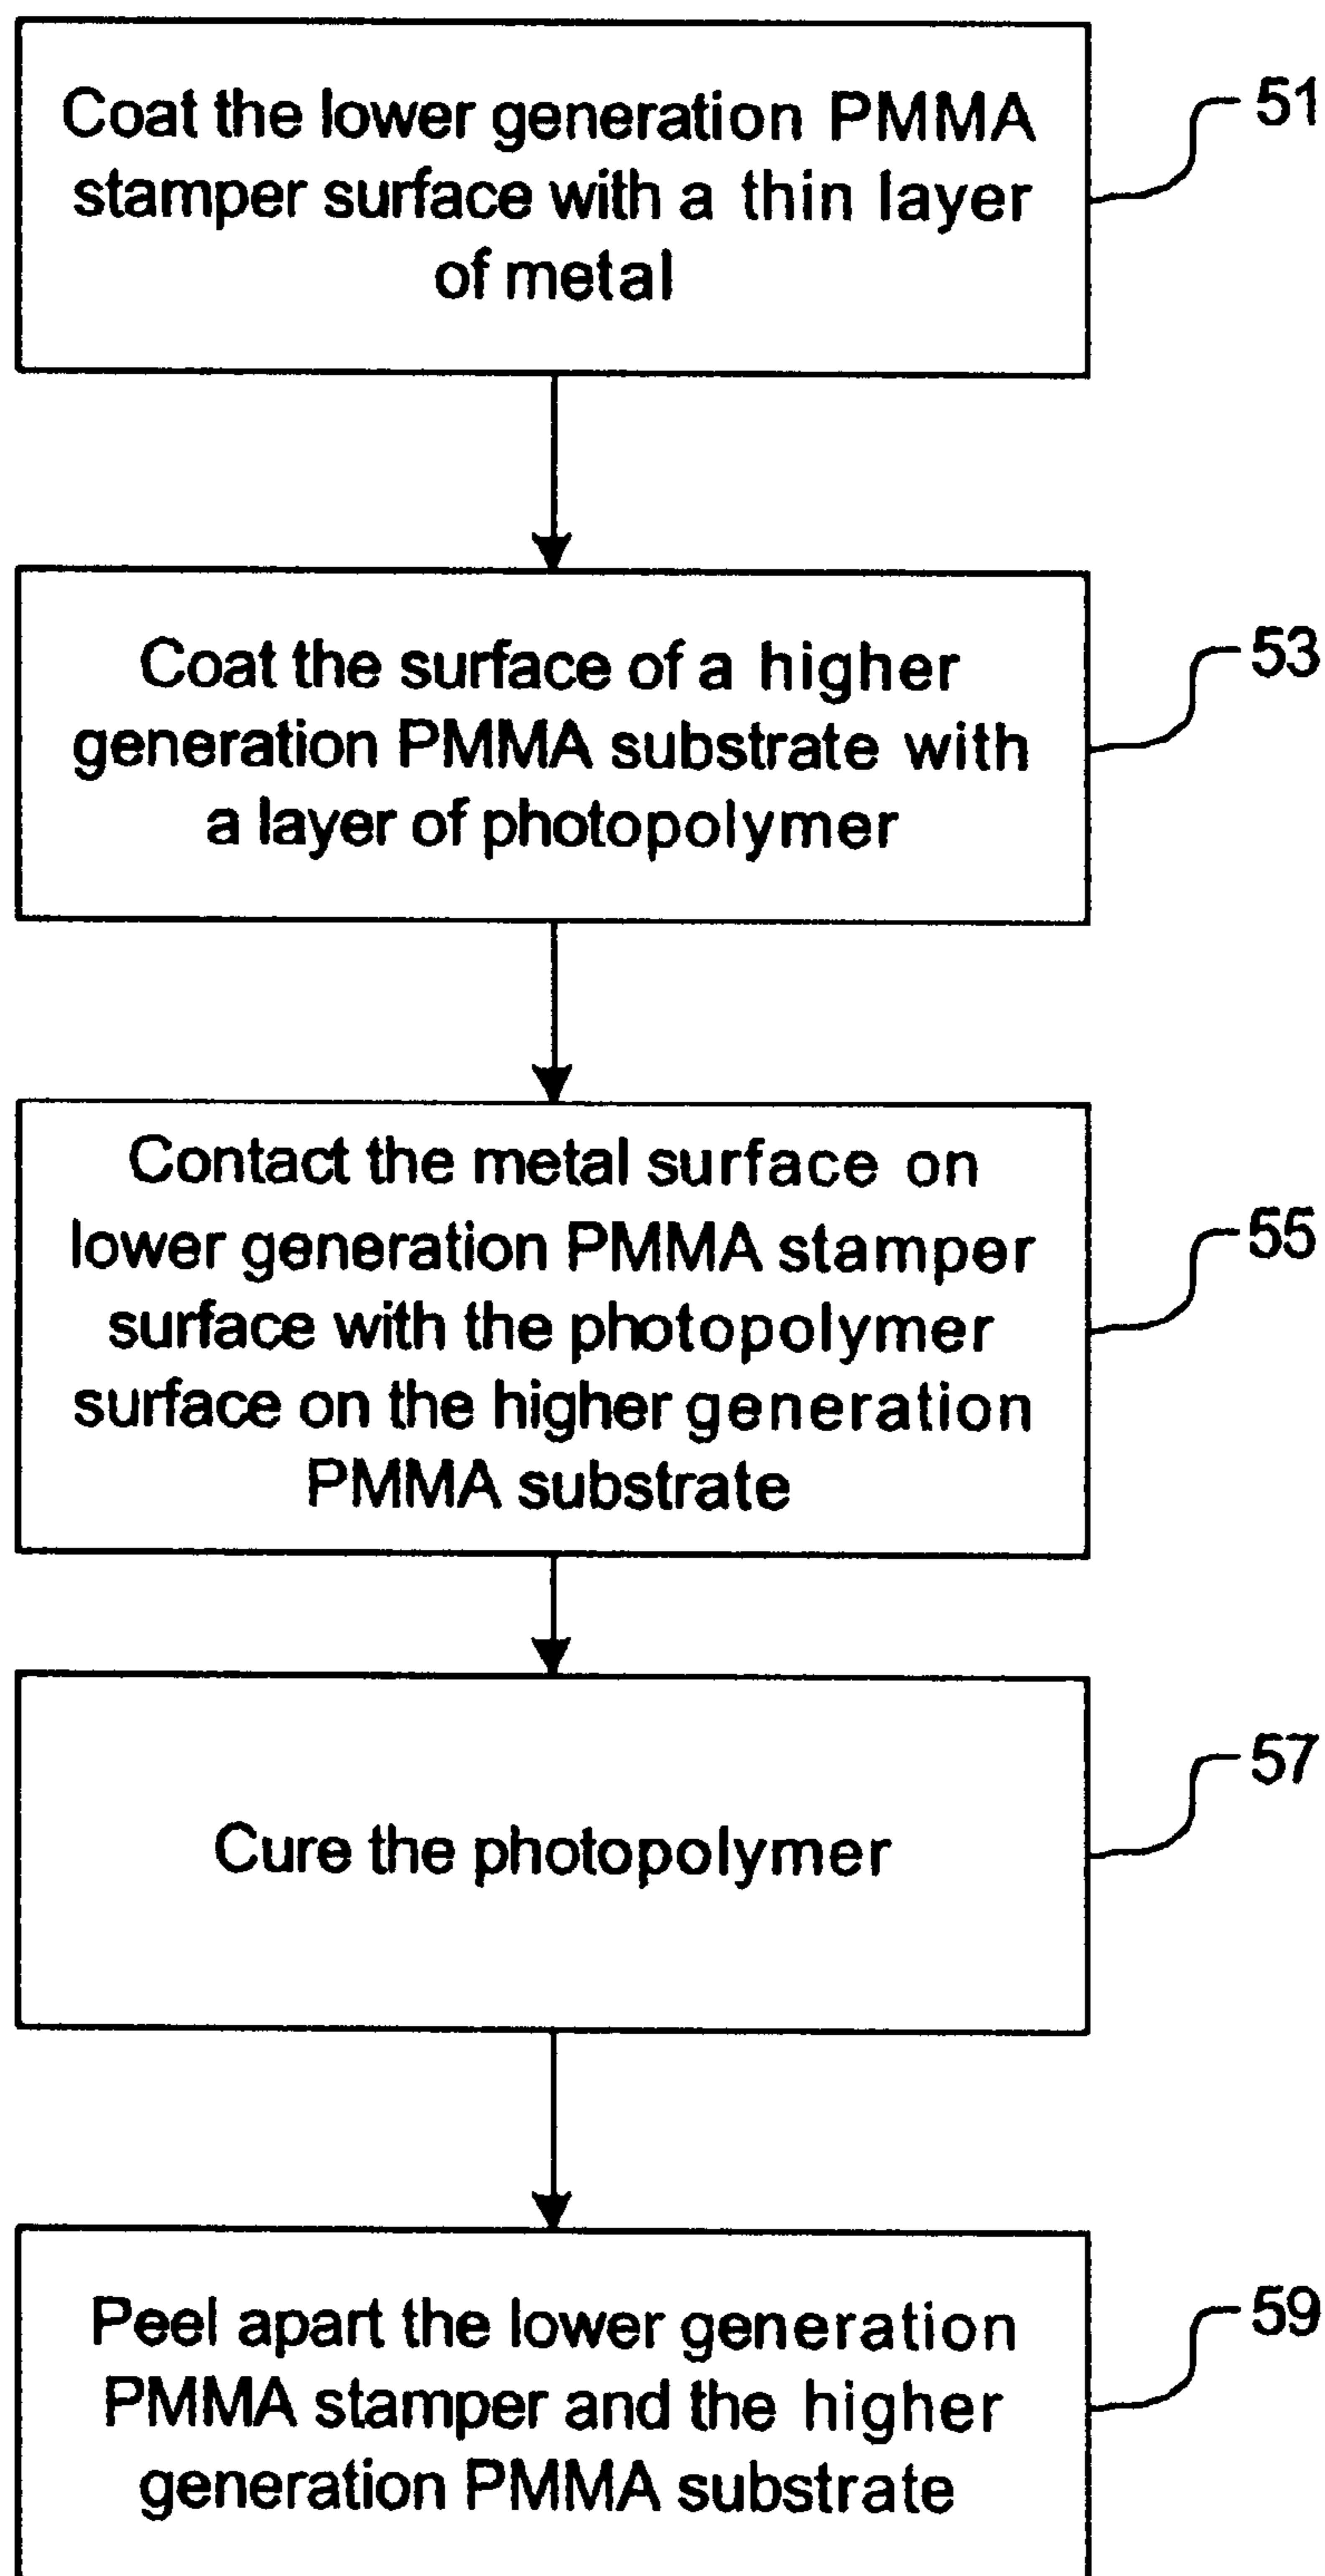 Coat the lower generation PMMA
stamper surface with a thin layer
of metal
51
Coat the surface of a higher
generation PMMA substrate with
a layer of photopolymer
53
Contact the metal surface on
lower generation PMMA stamper
surface with the photopolymer
surface on the higher generation
PMMA substrate
55
Cure the photopolymer
57
Peel apart the lower generation
PMMA stamper and the higher
generation PMMA substrate
59